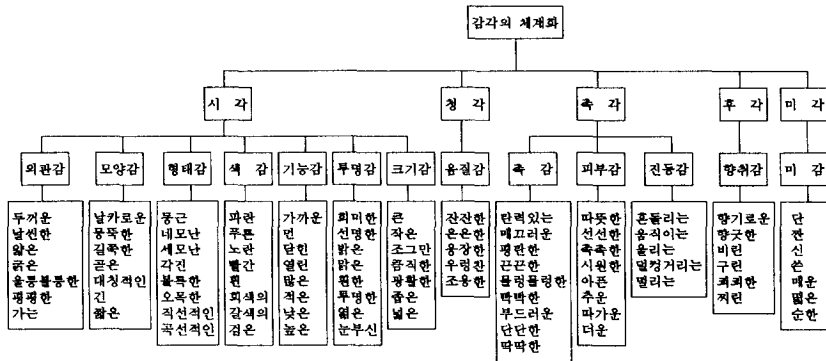 감각의 체계화
시 각
청 각
촉 각
후 각
미 각
외관감
모양감
형태감
색 감
기능감
투명감
크기감
음질감
촉 감
피부감
진동감
향취감
미 감
두꺼운
날씬한
얇은
굵은
울퉁불퉁한
평평한
가는
날카로운
뭉뚝한
길쭉한
곧은
대칭적인
긴
짧은
둥근
네모난
세모난
각진
볼록한
오목한
직선적인
곡선적인
파란
푸른
노란
빨간
흰
회색의
갈색의
검은
가까운
먼
닫힌
열린
많은
적은
낮은
높은
희미한
선명한
밝은
맑은
훤한
투명한
엷은
눈부신
큰
작은
조그만
큼직한
광활한
좁은
넓은
잔잔한
은은한
웅장한
우렁찬
조용한
탄력있는
매끄러운
평탄한
끈끈한
물렁물렁한
빡빡한
부드러운
단단한
딱딱한
따뜻한
선선한
촉촉한
시원한
아픈
추운
따가운
더운
흔들리는
움직이는
울리는
덜컹거리는
떨리는
향기로운
향긋한
비린
구린
쾨쾨한
찌린
단
짠
신
쓴
매운
떫은
순한